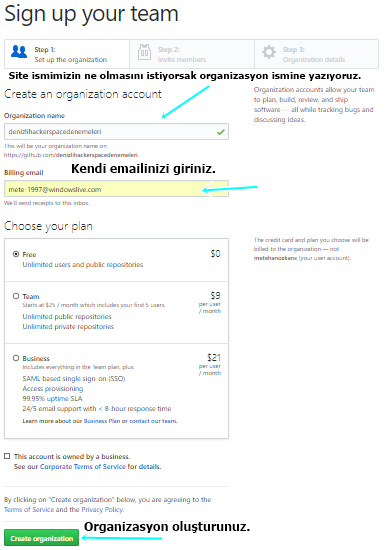 Sign up your team
Step 1:
Set up the organization
Step 2:
Invite members
Step 3:
Organization details
Site ismimizin ne olmasını istiyorsak organizasyon ismine yazıyoruz.
Create an organization account
Organization name
denizlihackerspacedenemeleri
This will be your organization name on
https://github.com/denizlihackerspacedenemeleri.
Kendi emailinizi giriniz.
Billing email
mete-1997@windowslive.com
We'll send receipts to this inbox.
Organization accounts allow your team
to plan, build, review, and ship
software — all while tracking bugs and
discussing ideas.
Choose your plan
Free
$0
Unlimited users and public repositories
Team
$9
Starts at $25 / month which includes your first 5 users.
per user
/ month
Unlimited public repositories
Unlimited private repositories
Business
$21
Includes everything in the Team plan, plus:
per user
/ month
SAML based single sign-on (SSO)
Access provisioning
99.95% uptime SLA
24/5 email support with < 8 hour response time
Learn more about our Business Plan or contact our team.
The credit card and plan you choose will be
billed to the organization — not
metehanozkanx (your user account).
This account is owned by a business.
See our Corporate Terms of Service for details.
By clicking on "Create organization" below, you are agreeing to the
Terms of Service and the Privacy Policy.
Create organization
Organizasyon oluşturunuz.